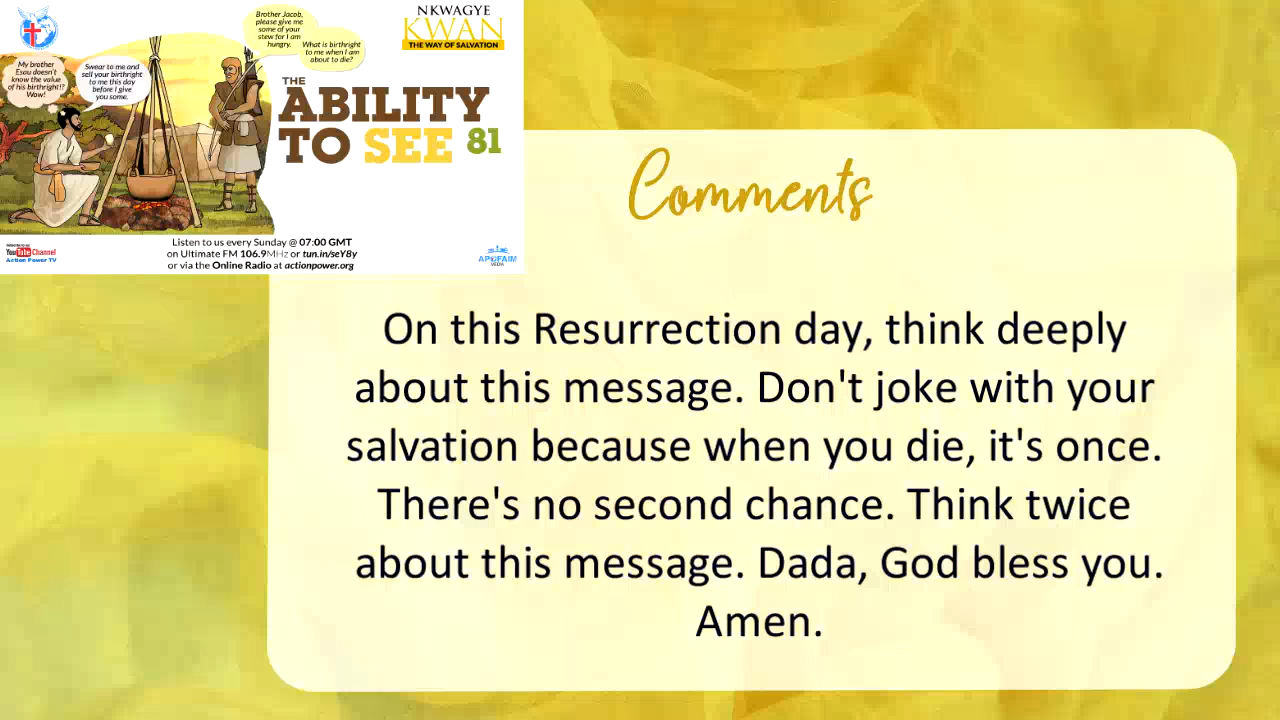 Brother Jacob,
please give me
some of your
stew for I am
hungry.
What is birthright
to me when I am
about to die?
My brother
Esau doesn't
know the value
of his birthright!?
Wow!
Swear to me and
sell your birthright
to me this day
before I give
you some.
NKWAGYE
KWAN
THE WAY OF SALVATION
THE
ABILITY
TO SEE 81
Listen to us every Sunday @ 07:00 GMT
on Ultimate FM 106.9MHz or tun.in/seY8y
or via the Online Radio at actionpower.org
YouTube Channel
Action Power TV
APOFAIM
MEDIA
Comments
On this Resurrection day, think deeply
about this message. Don't joke with your
salvation because when you die, it's once.
There's no second chance. Think twice
about this message. Dada, God bless you.
Amen.